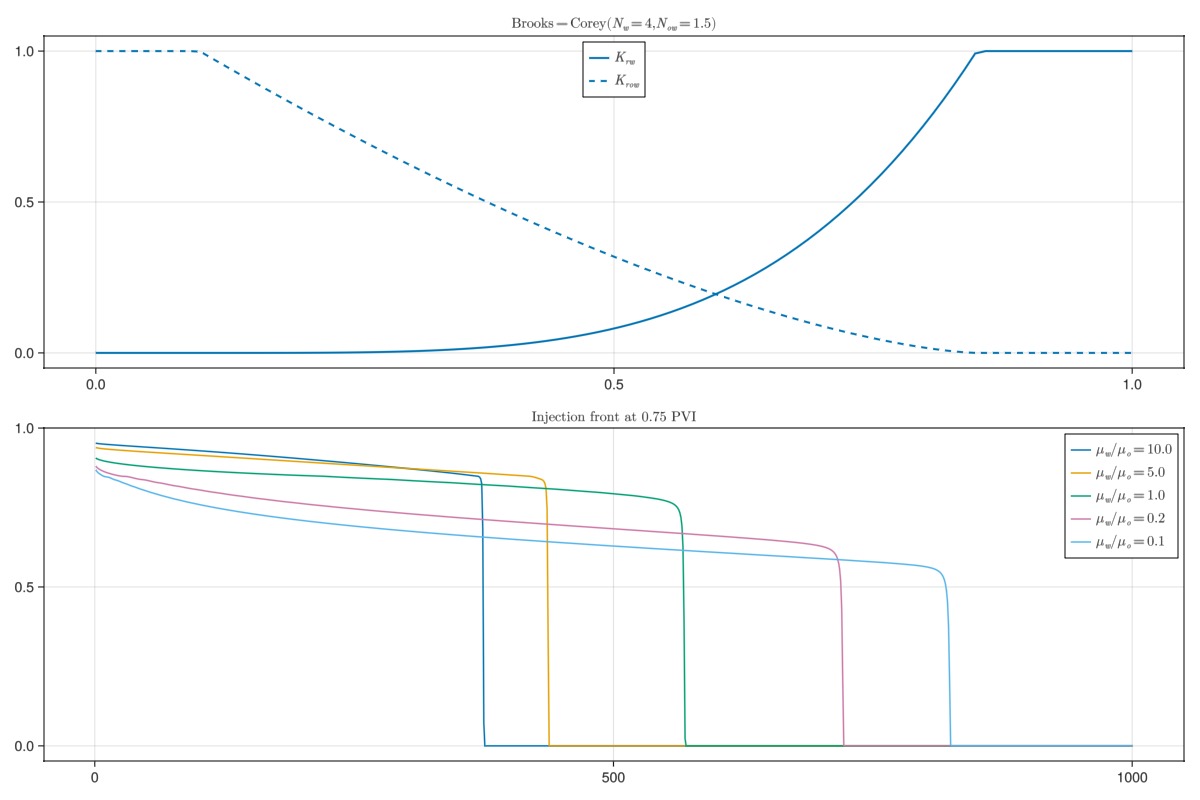 Brooks−Corey(N_w=4,N_ow=1.5)
1.0
K_rw
K_row
0.5
0.0
0.0 0.5 1.0
Injection front at 0.75 PVI
1.0
μ_w/μ_o=10.0
μ_w/μ_o=5.0
μ_w/μ_o=1.0
μ_w/μ_o=0.2
μ_w/μ_o=0.1
0.5
0.0
0 500 1000